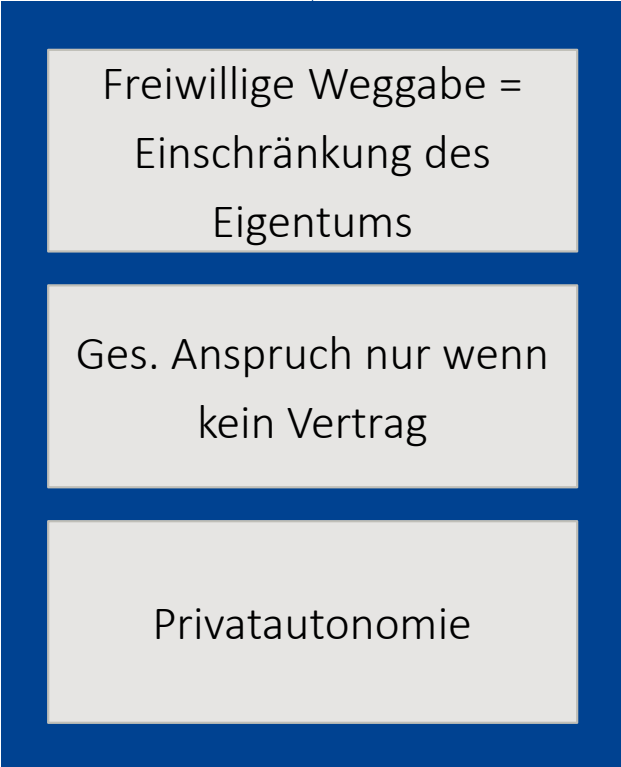 Freiwillige Weggabe =
Einschränkung des
Eigentums
Ges. Anspruch nur wenn
kein Vertrag
Privatautonomie